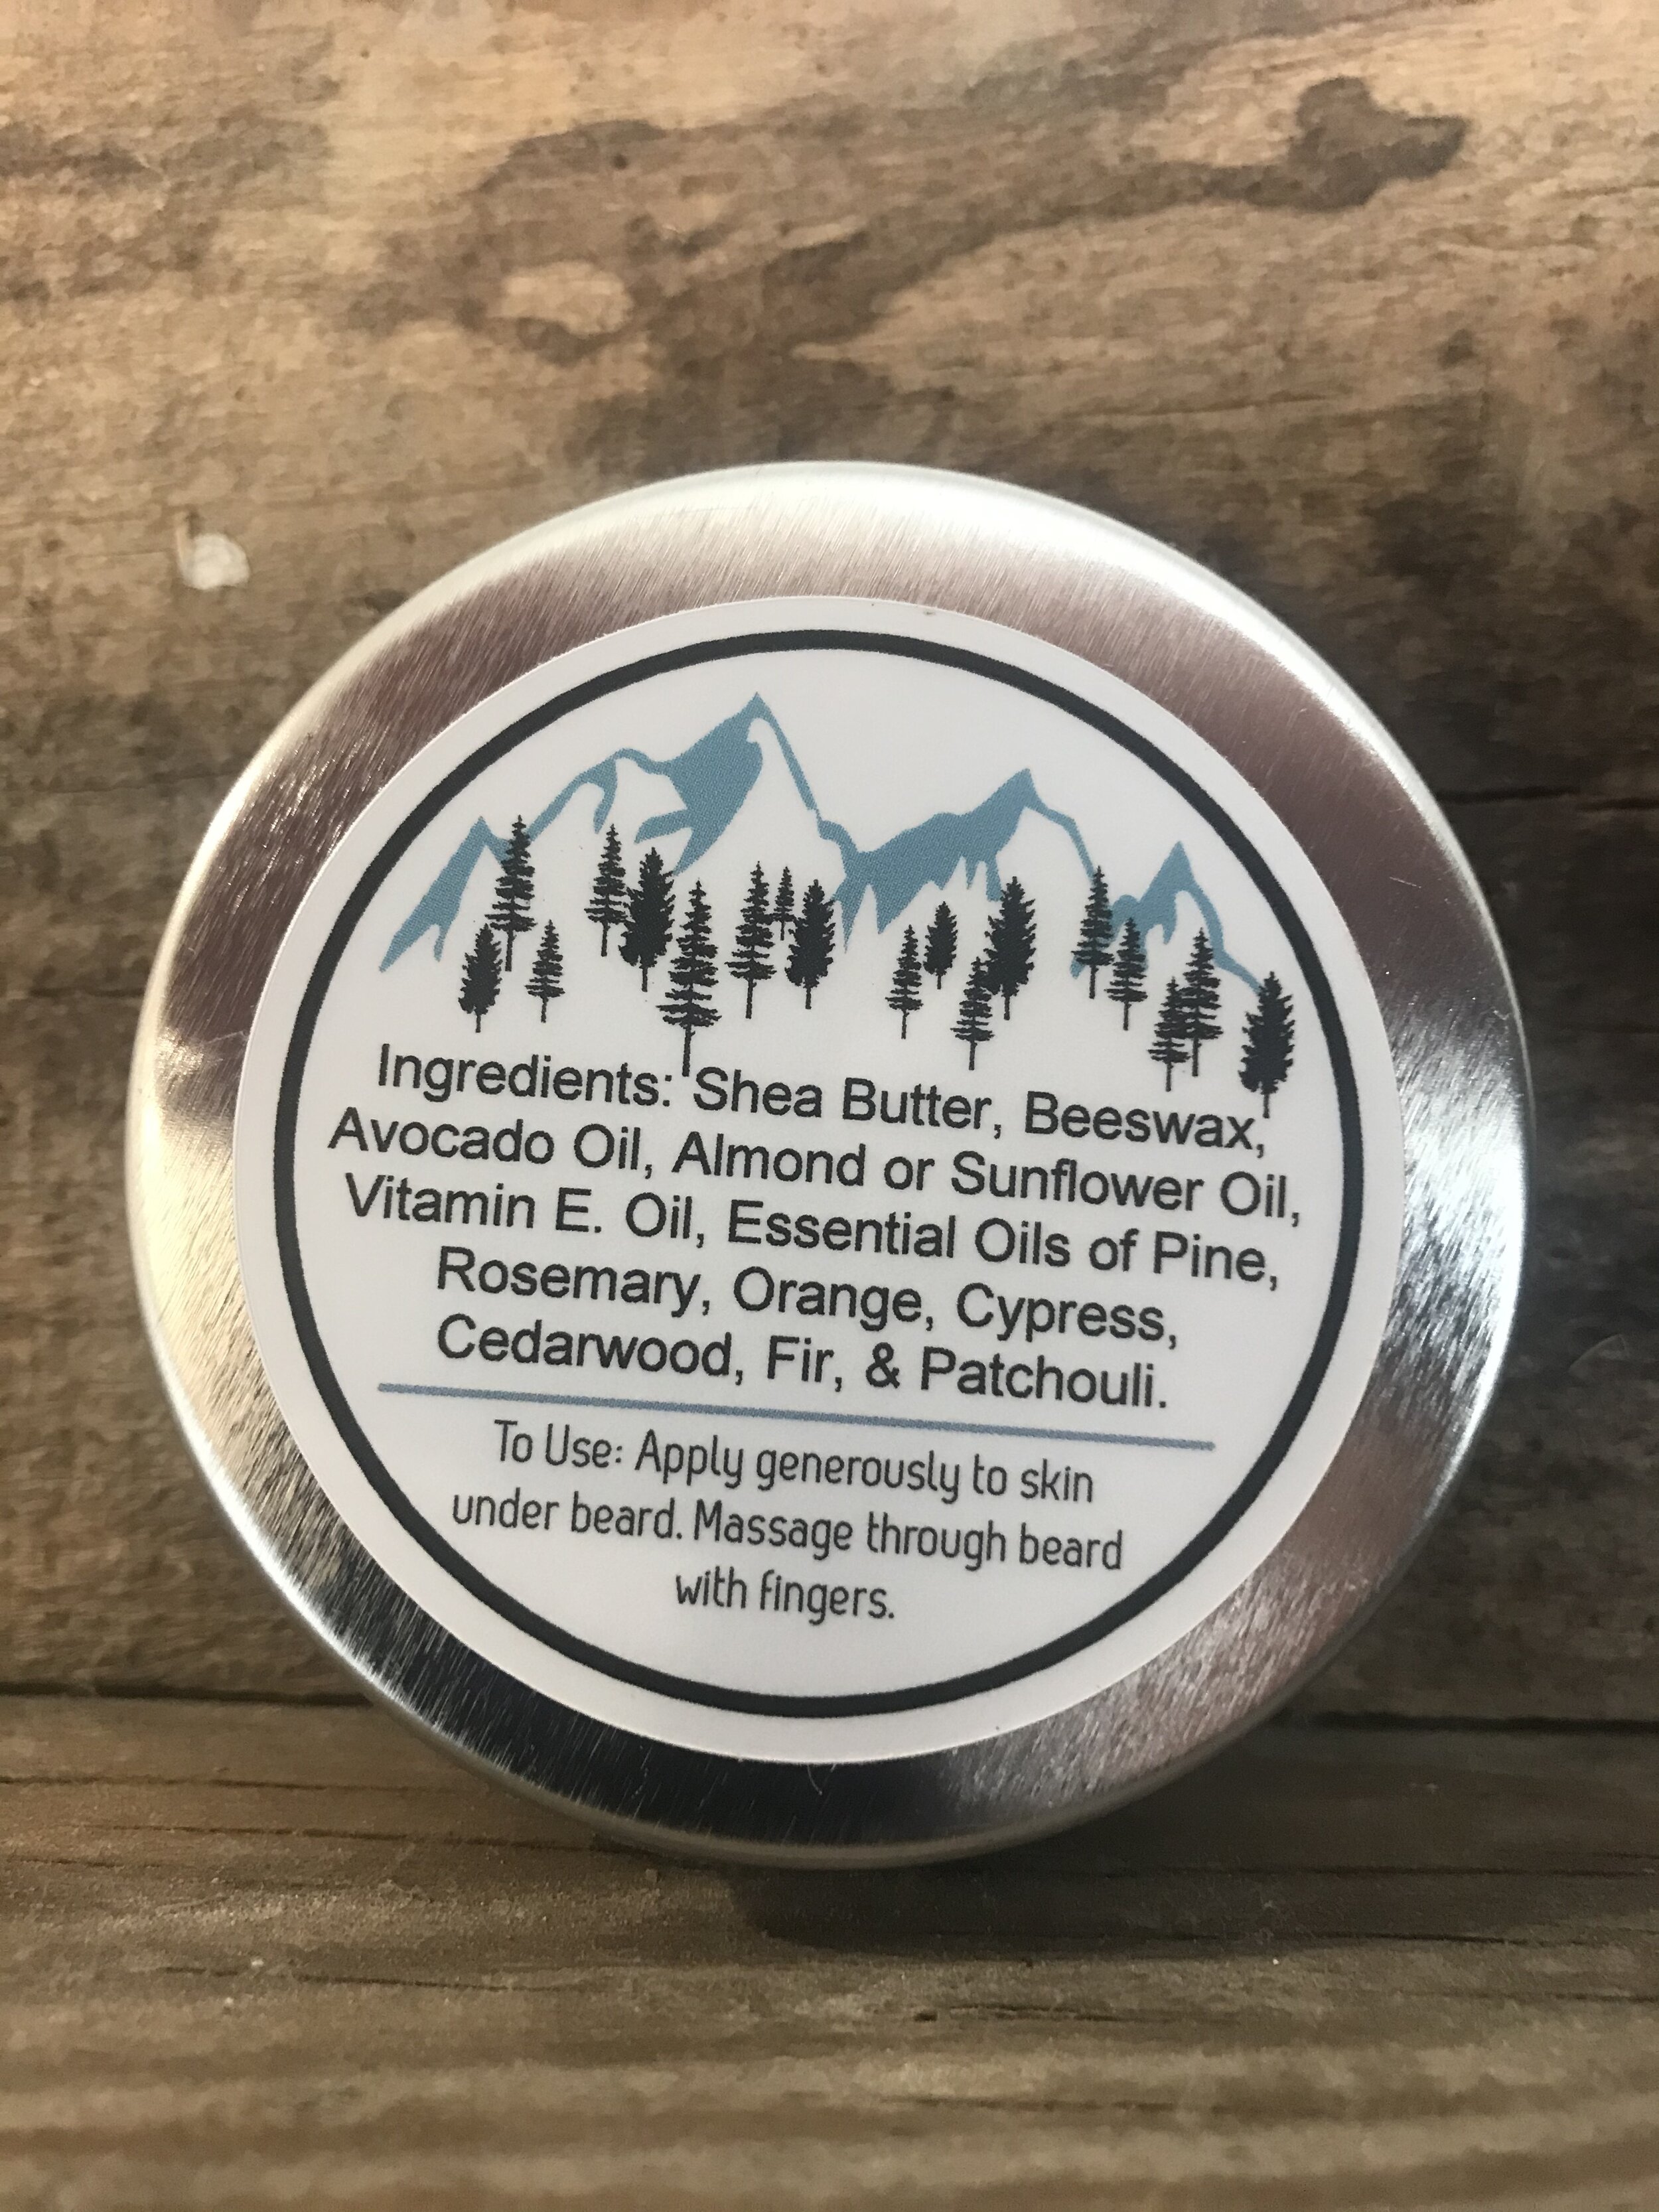 Ingredients: Shea Butter, Beeswax,
Avocado Oil, Almond or Sunflower Oil,
Vitamin E. Oil, Essential Oils of Pine,
Rosemary, Orange, Cypress,
Cedarwood, Fir, & Patchouli.
To Use: Apply generously to skin
under beard. Massage through beard
with fingers.